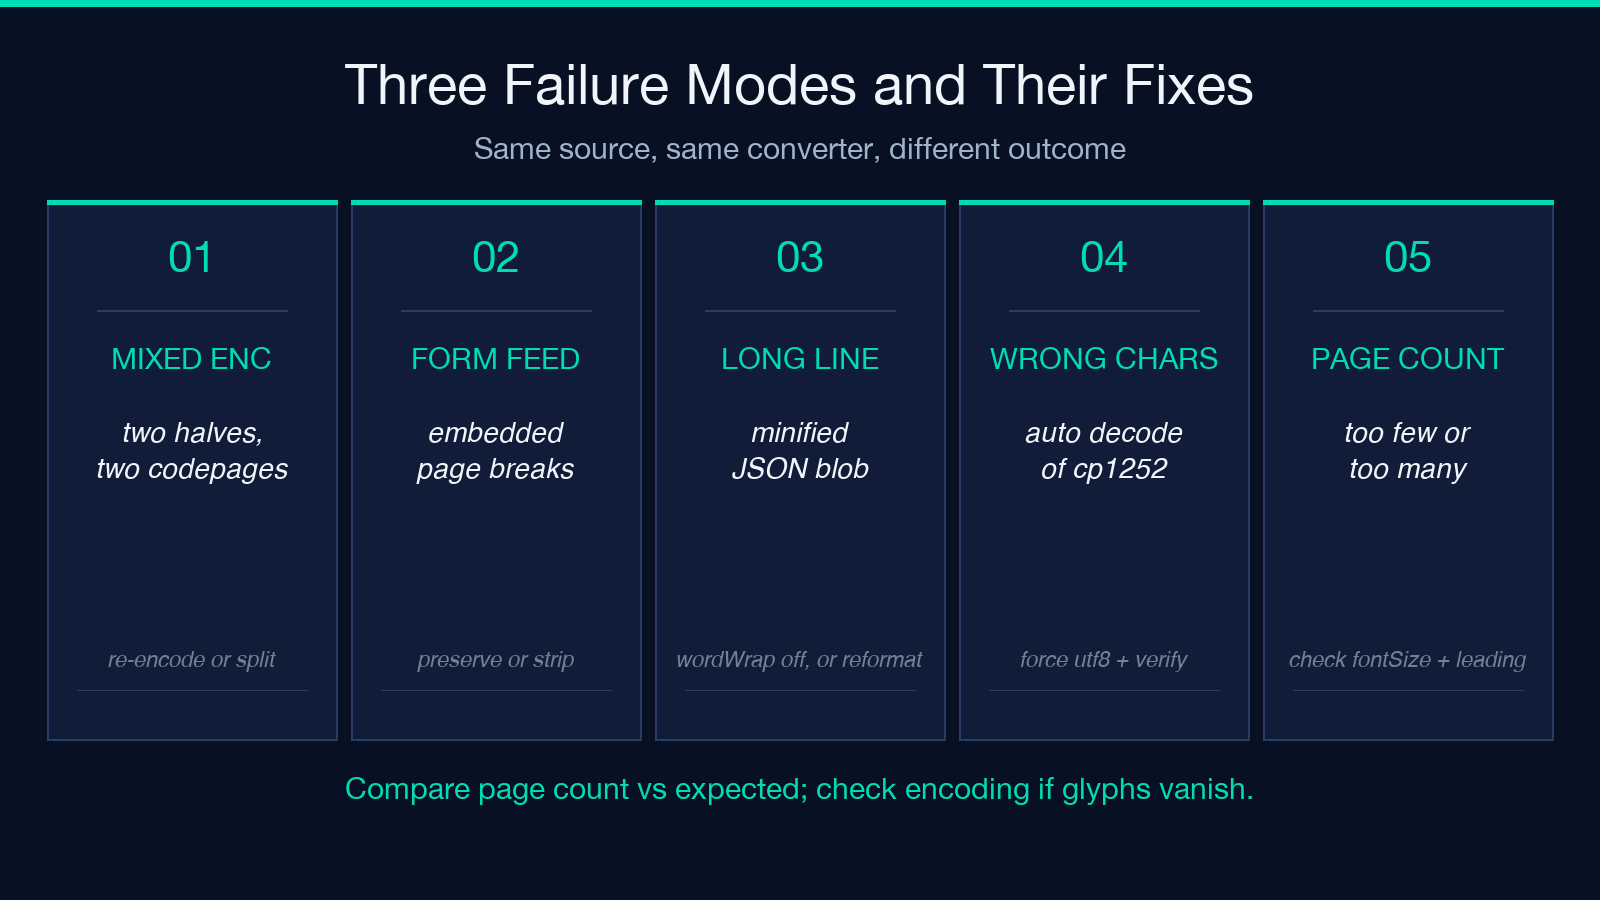 Three Failure Modes and Their Fixes
Same source, same converter, different outcome
01
MIXED ENC
two halves,
two codepages
re-encode or split
02
FORM FEED
embedded
page breaks
preserve or strip
03
LONG LINE
minified
JSON blob
wordWrap off, or reformat
04
WRONG CHARS
auto decode
of cp1252
force utf8 + verify
05
PAGE COUNT
too few or
too many
check fontSize + leading
Compare page count vs expected; check encoding if glyphs vanish.